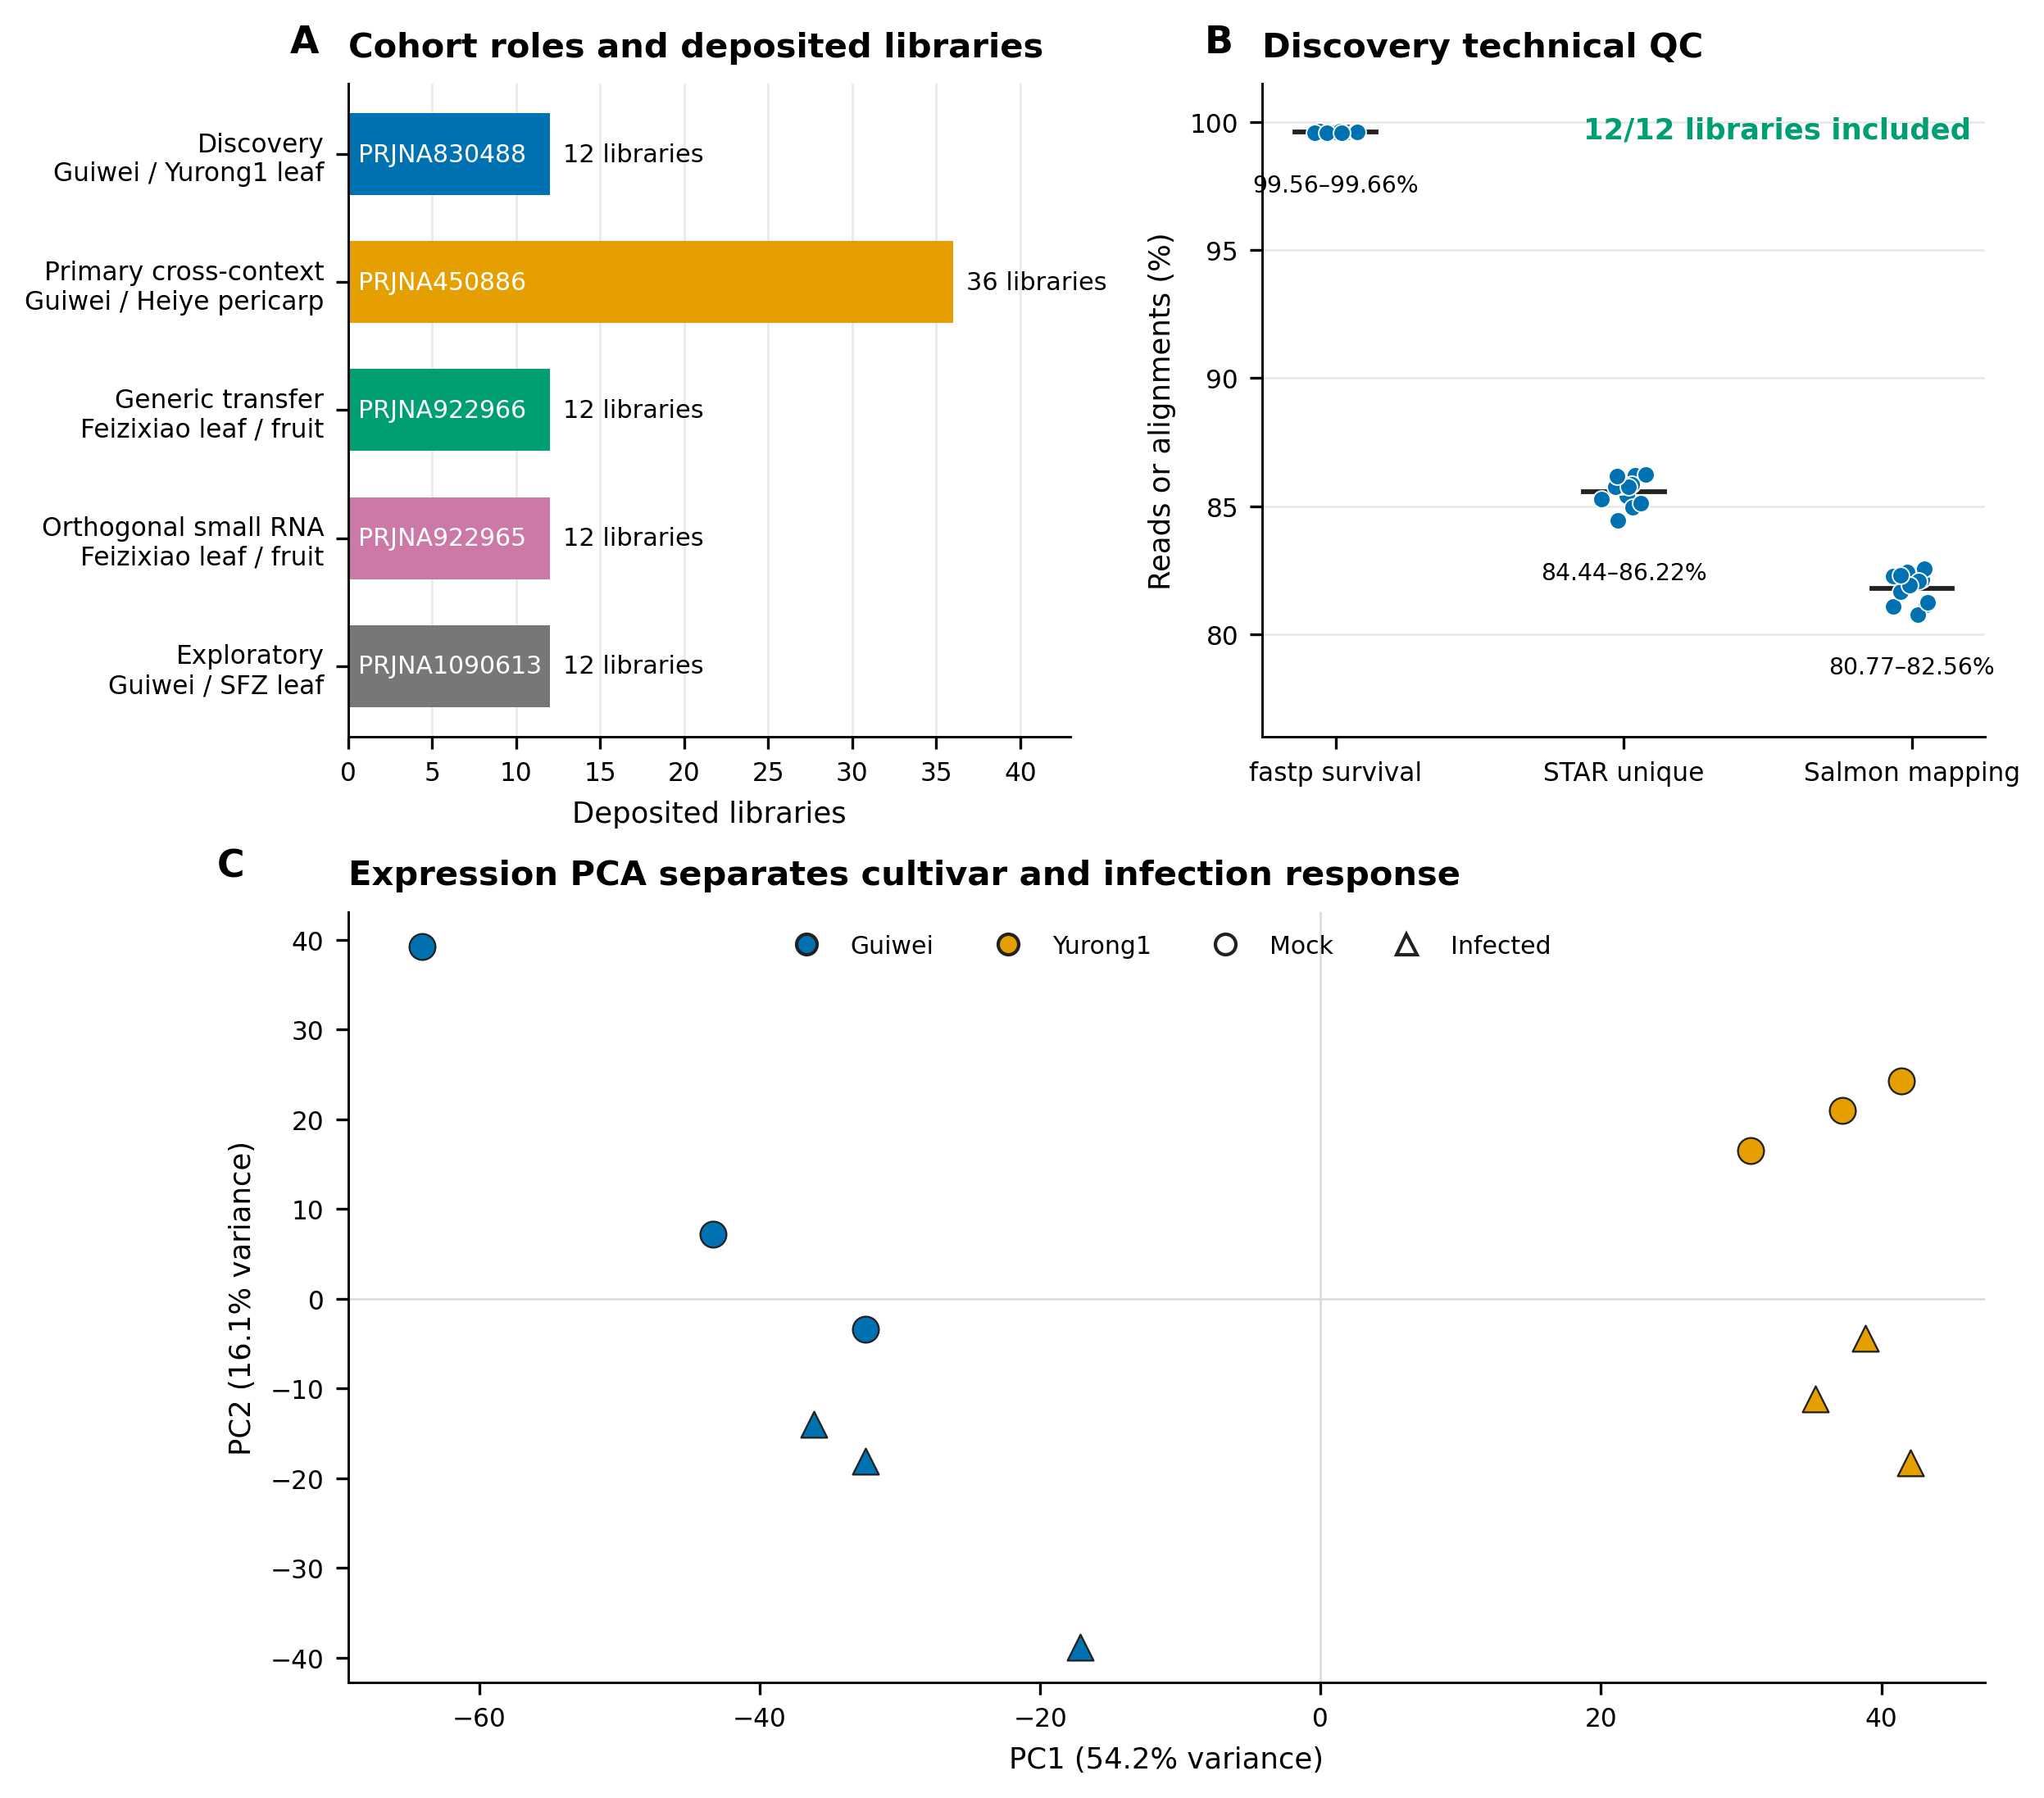 A
Cohort roles and deposited libraries
Discovery
Guiwei / Yurong1 leaf
PRJNA830488
12 libraries
Primary cross-context
Guiwei / Heiye pericarp
PRJNA450886
36 libraries
Generic transfer
Feizixiao leaf / fruit
PRJNA922966
12 libraries
Orthogonal small RNA
Feizixiao leaf / fruit
PRJNA922965
12 libraries
Exploratory
Guiwei / SFZ leaf
PRJNA1090613
12 libraries
0 5 10 15 20 25 30 35 40
Deposited libraries
B
Discovery technical QC
12/12 libraries included
100
95
90
85
80
Reads or alignments (%)
99.56–99.66%
84.44–86.22%
80.77–82.56%
fastp survival STAR unique Salmon mapping
C
Expression PCA separates cultivar and infection response
Guiwei Yurong1 Mock Infected
40
30
20
10
0
−10
−20
−30
−40
PC2 (16.1% variance)
−60 −40 −20 0 20 40
PC1 (54.2% variance)